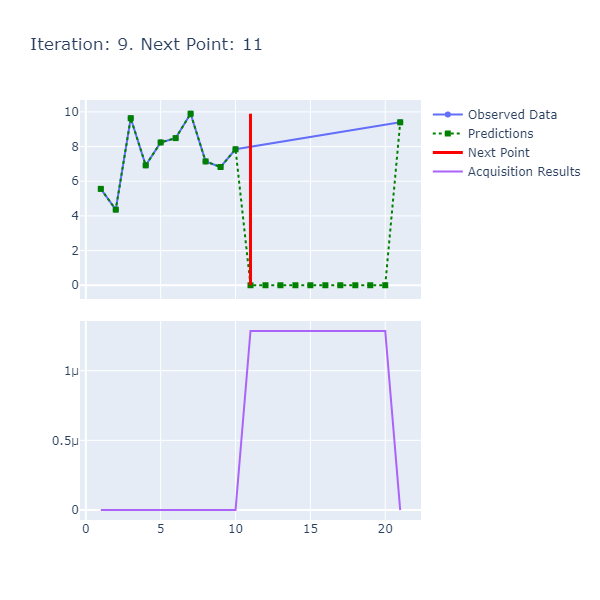 Iteration: 9. Next Point: 11
10
8
6
4
2
0
Observed Data
Predictions
Next Point
Acquisition Results
1μ
0.5μ
0
0
5
10
15
20